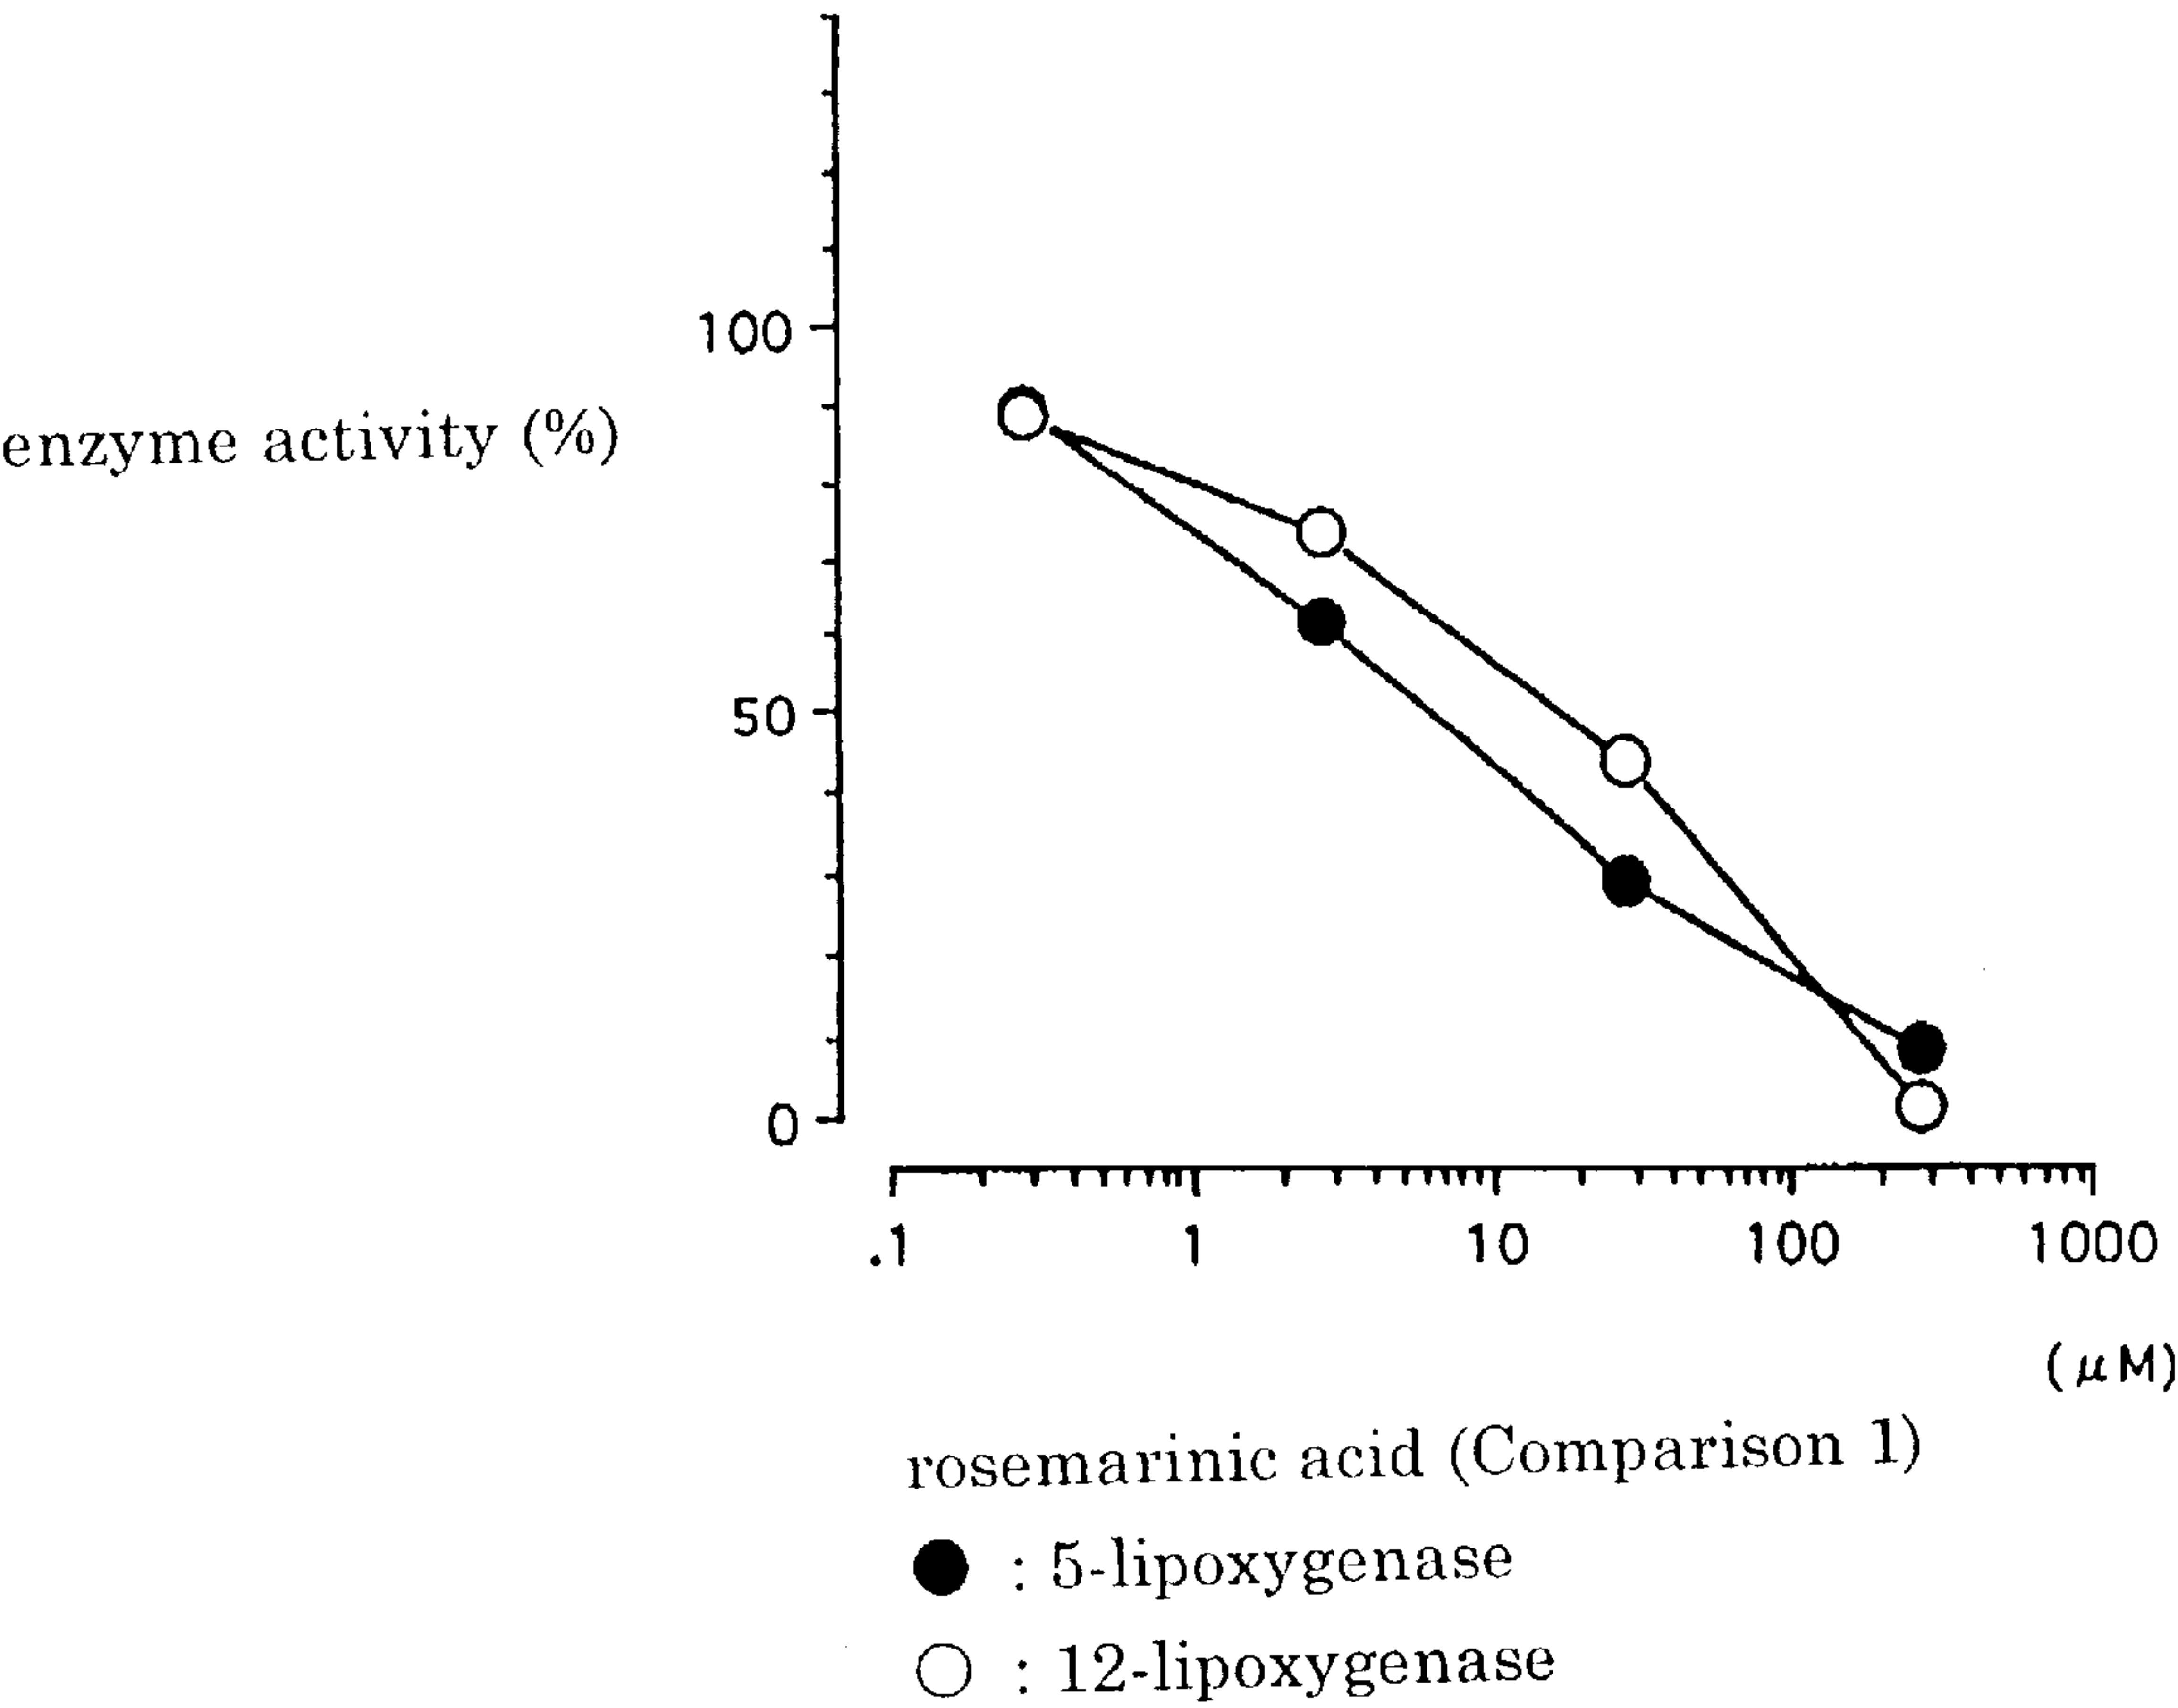 100
enzyme activity (%)
50
0
.1 1 10 100 1000
(μM)
rosemarinic acid (Comparison 1)
: 5-lipoxygenase
: 12-lipoxygenase